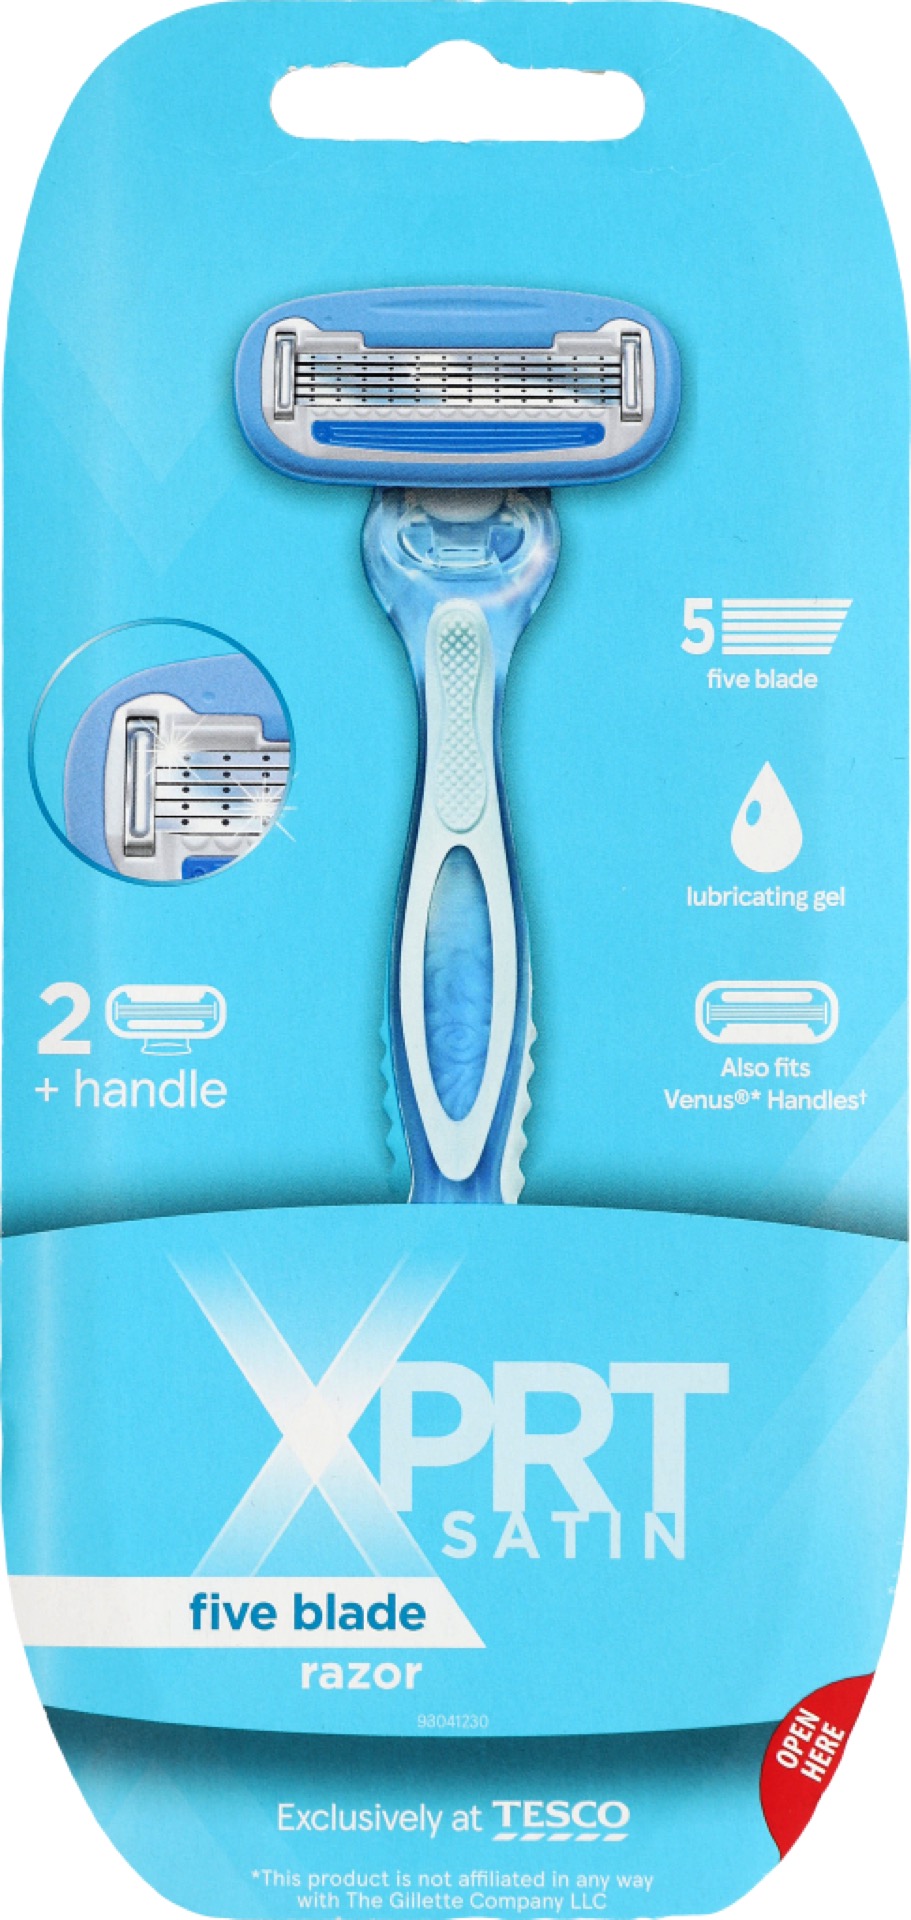 5
five blade
lubricating gel
2
+ handle
Also fits
Venus®* Handles†
XPRT
SATIN
five blade
razor
93041230
OPEN
HERE
Exclusively at TESCO
*This product is not affiliated in any way
with The Gillette Company LLC